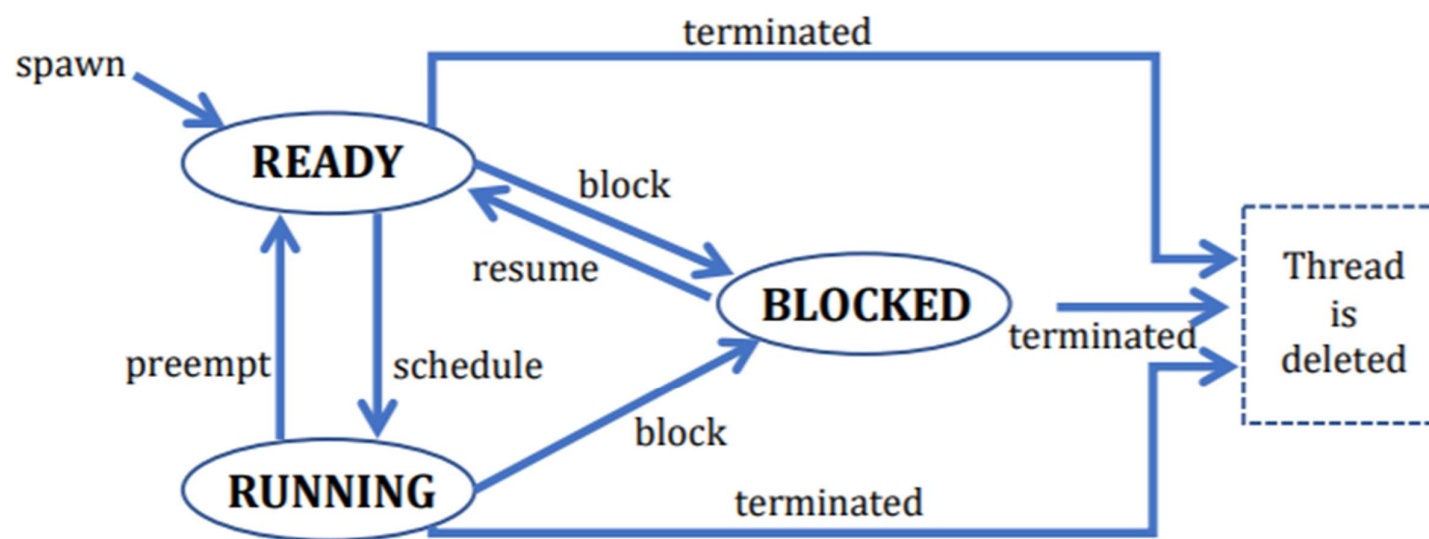 terminated
spawn
READY
block
resume
BLOCKED
terminated
Thread
is
deleted
preempt
schedule
block
RUNNING
terminated